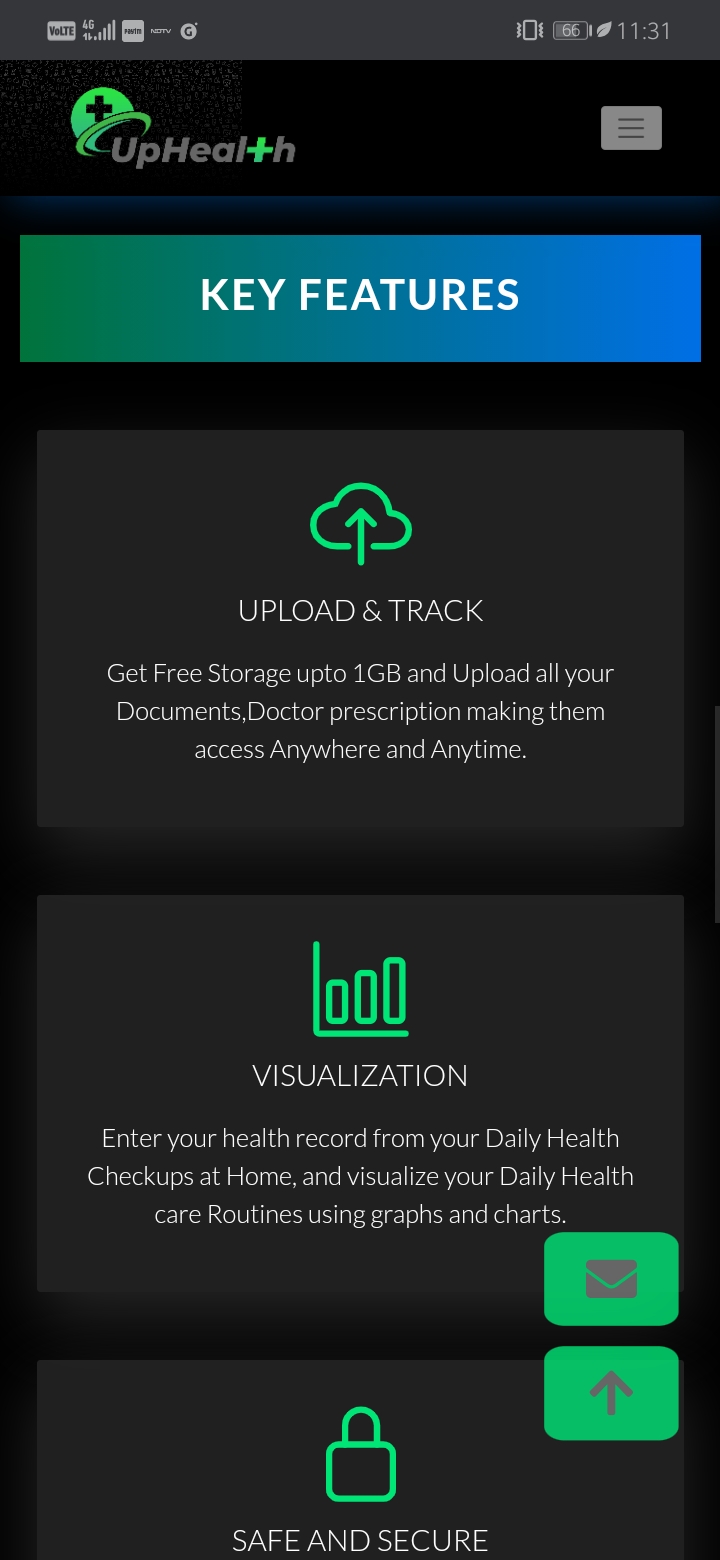 VoLTE 4G Paytm NDTV G 66 11:31
UpHealth
KEY FEATURES
UPLOAD & TRACK
Get Free Storage upto 1GB and Upload all your
Documents,Doctor prescription making them
access Anywhere and Anytime.
VISUALIZATION
Enter your health record from your Daily Health
Checkups at Home, and visualize your Daily Health
care Routines using graphs and charts.
SAFE AND SECURE